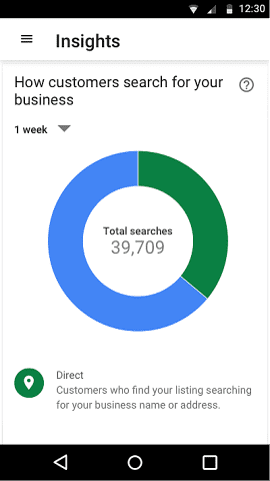 12:30
Insights
How customers search for your
business
1 week
Total searches
39,709
Direct
Customers who find your listing searching
for your business name or address.